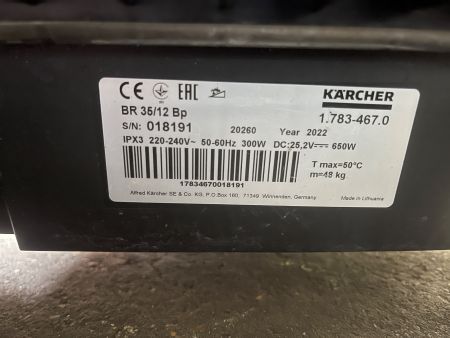 CE EAC KÄRCHER
BR 35/12 Bp 1.783-467.0
S/N: 018191 20260 Year 2022
IPX3 220-240V~ 50-60Hz 300W DC:25,2V⎓ 650W
T max=50°C
m=48 kg
17834670018191
Alfred Kärcher SE & Co. KG, P.O.Box 160, 71349 Winnenden, Germany Made in Lithuania